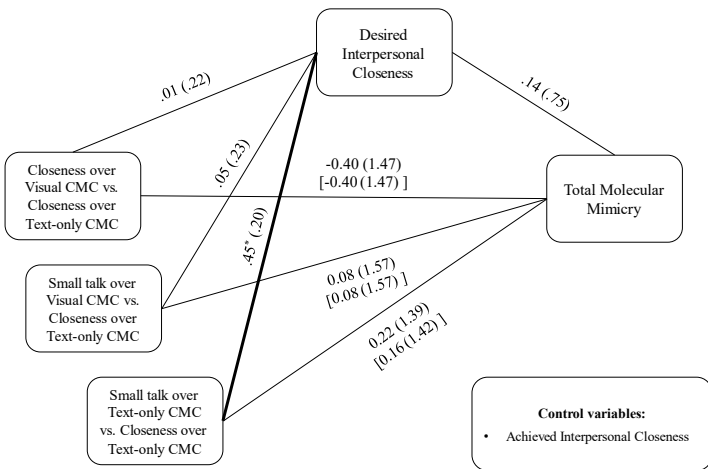 Desired
Interpersonal
Closeness
.01 (.22)
.14 (.75)
.05 (.23)
-0.40 (1.47)
[-0.40 (1.47) ]
Closeness over
Visual CMC vs.
Closeness over
Text-only CMC
Total Molecular
Mimicry
.45* (.20)
0.08 (1.57)
[0.08 (1.57) ]
Small talk over
Visual CMC vs.
Closeness over
Text-only CMC
0.22 (1.39)
[0.16 (1.42) ]
Small talk over
Text-only CMC
vs. Closeness over
Text-only CMC
Control variables:
• Achieved Interpersonal Closeness